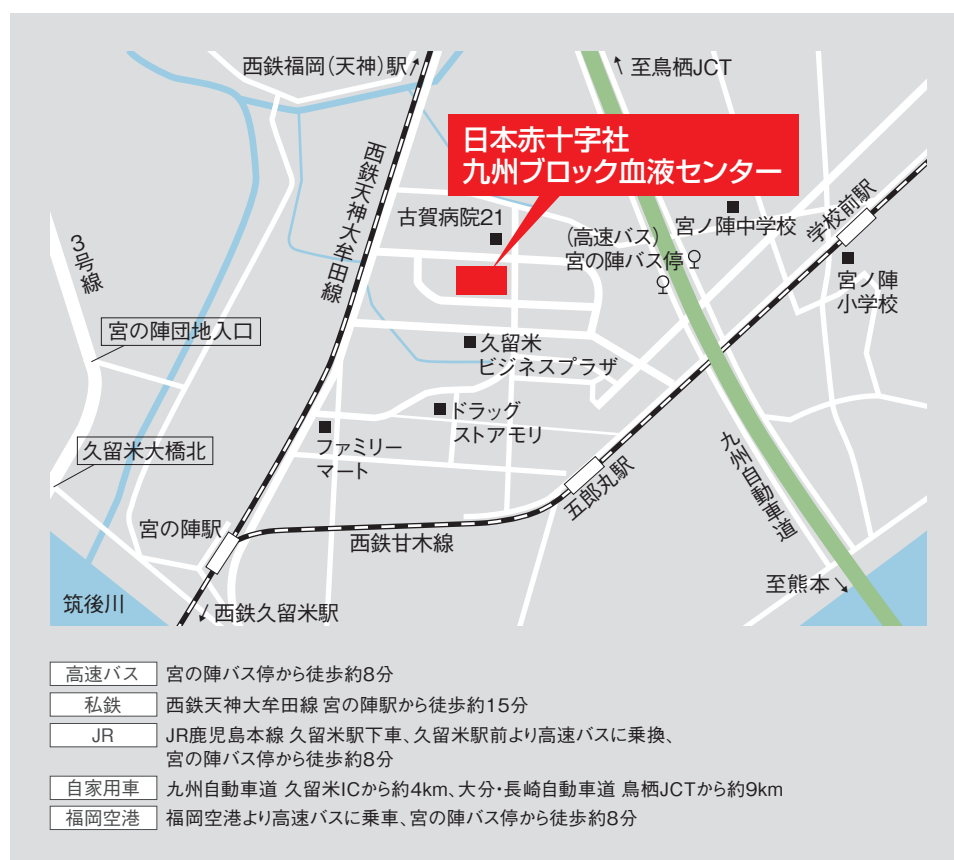 西鉄福岡(天神)駅↗
↑至鳥栖JCT
日本赤十字社
九州ブロック血液センター
西鉄天神大牟田線
古賀病院21
(高速バス)
宮の陣バス停
宮ノ陣中学校
学校前駅
宮ノ陣
小学校
3号線
宮の陣団地入口
久留米
ビジネスプラザ
ドラッグ
ストアモリ
ファミリー
マート
久留米大橋北
五郎丸駅
九州自動車道
宮の陣駅
西鉄甘木線
至熊本↘
筑後川
↙西鉄久留米駅
高速バス 宮の陣バス停から徒歩約8分
私鉄 西鉄天神大牟田線 宮の陣駅から徒歩約15分
JR JR鹿児島本線 久留米駅下車、久留米駅前より高速バスに乗換、
宮の陣バス停から徒歩約8分
自家用車 九州自動車道 久留米ICから約4km、大分・長崎自動車道 鳥栖JCTから約9km
福岡空港 福岡空港より高速バスに乗車、宮の陣バス停から徒歩約8分